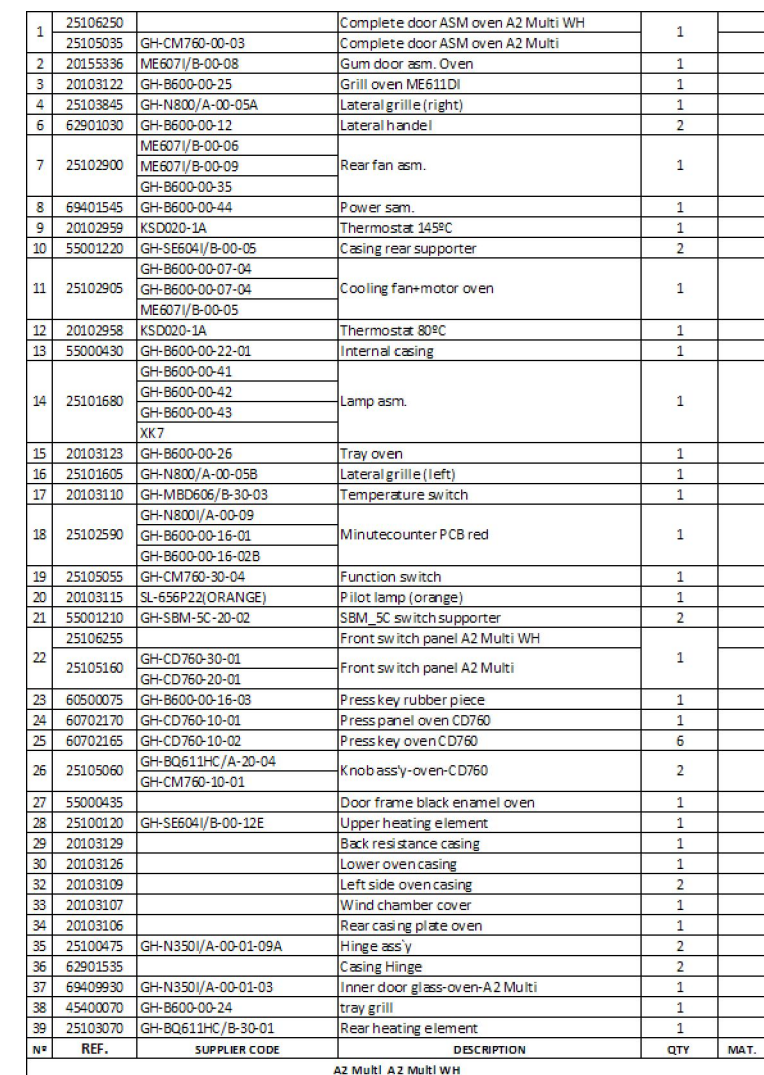 1 25106250 Complete door ASM oven A2 Multi WH 1
25105035 GH-CM760-00-03 Complete door ASM oven A2 Multi
2 20155336 ME607I/B-00-08 Gum door asm. Oven 1
3 20103122 GH-B600-00-25 Grill oven ME611DI 1
4 25103845 GH-N800/A-00-05A Lateral grille (right) 1
6 62901030 GH-B600-00-12 Lateral handel 2
7 25102900 ME607I/B-00-06 Rear fan asm. 1
ME607I/B-00-09
GH-B600-00-35
8 69401545 GH-B600-00-44 Power sam. 1
9 20102959 KSD020-1A Thermostat 145ºC 1
10 55001220 GH-SE604I/B-00-05 Casing rear supporter 2
11 25102905 GH-B600-00-07-04 Cooling fan+motor oven 1
GH-B600-00-07-04
ME607I/B-00-05
12 20102958 KSD020-1A Thermostat 80ºC 1
13 55000430 GH-B600-00-22-01 Internal casing 1
14 25101680 GH-B600-00-41 Lamp asm. 1
GH-B600-00-42
GH-B600-00-43
XK7
15 20103123 GH-B600-00-26 Tray oven 1
16 25101605 GH-N800/A-00-05B Lateral grille (left) 1
17 20103110 GH-MBD606/B-30-03 Temperature switch 1
18 25102590 GH-N800I/A-00-09 Minutecounter PCB red 1
GH-B600-00-16-01
GH-B600-00-16-02B
19 25105055 GH-CM760-30-04 Function switch 1
20 20103115 SL-656P22(ORANGE) Pilot lamp (orange) 1
21 55001210 GH-SBM-5C-20-02 SBM_5C switch supporter 2
22 25106255 Front switch panel A2 Multi WH 1
25105160 GH-CD760-30-01 Front switch panel A2 Multi
GH-CD760-20-01
23 60500075 GH-B600-00-16-03 Press key rubber piece 1
24 60702170 GH-CD760-10-01 Press panel oven CD760 1
25 60702165 GH-CD760-10-02 Press key oven CD760 6
26 25105060 GH-BQ611HC/A-20-04 Knob ass'y-oven-CD760 2
GH-CM760-10-01
27 55000435 Door frame black enamel oven 1
28 25100120 GH-SE604I/B-00-12E Upper heating element 1
29 20103129 Back resistance casing 1
30 20103126 Lower oven casing 1
32 20103109 Left side oven casing 2
33 20103107 Wind chamber cover 1
34 20103106 Rear casing plate oven 1
35 25100475 GH-N350I/A-00-01-09A Hinge ass`y 2
36 62901535 Casing Hinge 2
37 69409930 GH-N350I/A-00-01-03 Inner door glass-oven-A2 Multi 1
38 45400070 GH-B600-00-24 tray grill 1
39 25103070 GH-BQ611HC/B-30-01 Rear heating element 1
Nº REF. SUPPLIER CODE DESCRIPTION QTY MAT.
A2 Multi A2 Multi WH